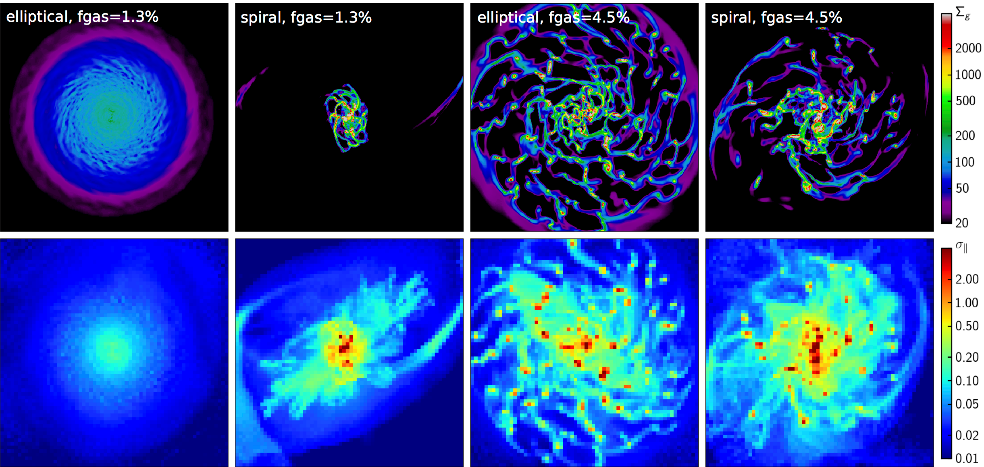 elliptical, fgas=1.3%
spiral, fgas=1.3%
elliptical, fgas=4.5%
spiral, fgas=4.5%
Σg
2000
1000
500
200
100
50
20
σ∥
2.00
1.00
0.50
0.20
0.10
0.05
0.02
0.01